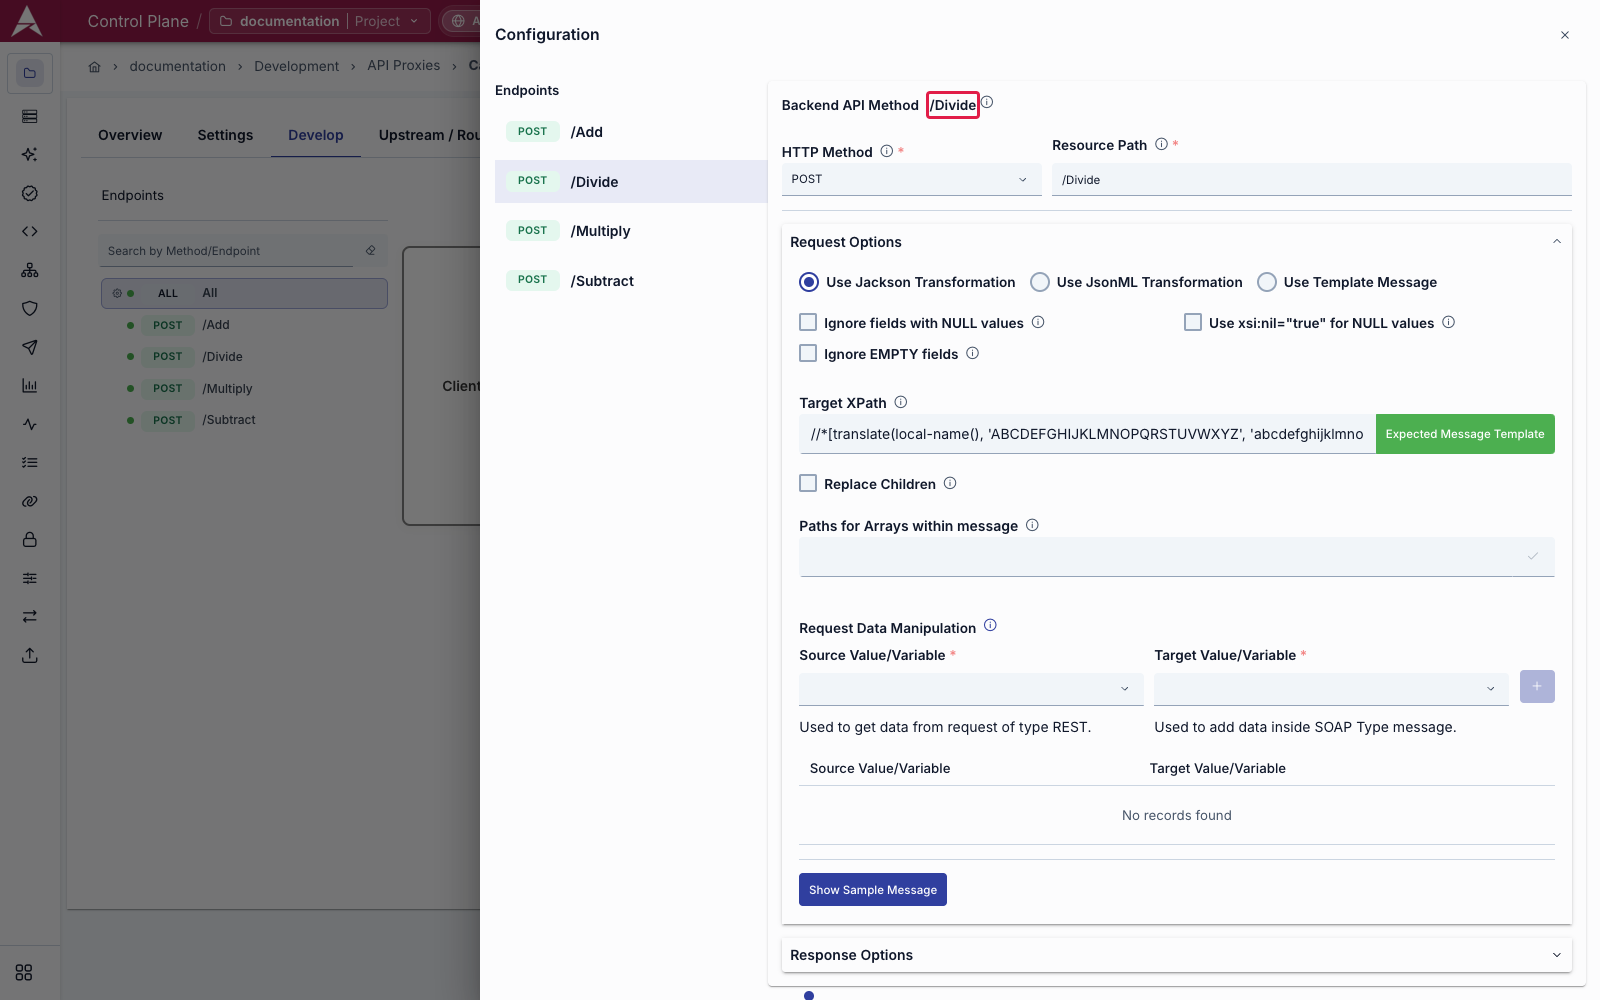 Control Plane / documentation | Project
Configuration
Development
documentation
API Proxies
Overview
Settings
Develop
Upstream /
Endpoints
Search by Method/Endpoint
ALL All
POST /Add
POST /Divide
POST /Multiply
POST /Subtract
Client
Endpoints
POST /Add
POST /Divide
POST /Multiply
POST /Subtract
Backend API Method /Divide
HTTP Method *
Resource Path *
POST
/Divide
Request Options
Use Jackson Transformation
Use JsonML Transformation
Use Template Message
Ignore fields with NULL values
Use xsi:nil="true" for NULL values
Ignore EMPTY fields
Target XPath
//*[translate(local-name(), 'ABCDEFGHIJKLMNOPQRSTUVWXYZ', 'abcdefghijklmno
Expected Message Template
Replace Children
Paths for Arrays within message
Request Data Manipulation
Source Value/Variable *
Target Value/Variable *
Used to get data from request of type REST.
Used to add data inside SOAP Type message.
Source Value/Variable
Target Value/Variable
No records found
Show Sample Message
Response Options